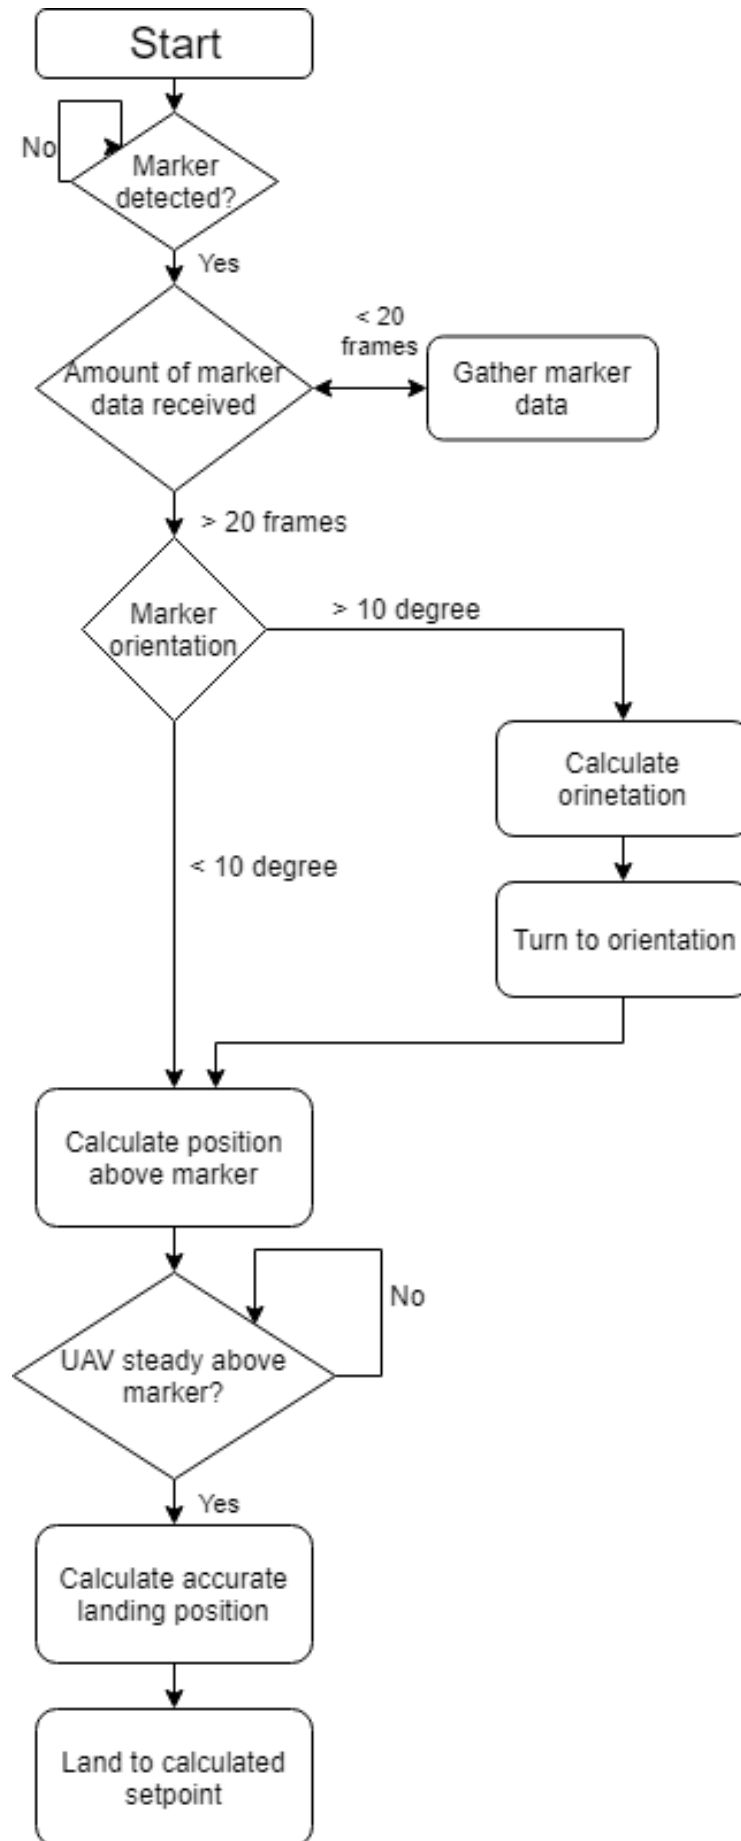 Start
No
Marker
detected?
Yes
< 20
frames
Amount of marker
data received
Gather marker
data
> 20 frames
Marker
orientation
> 10 degree
Calculate
orinetation
< 10 degree
Turn to orientation
Calculate position
above marker
No
UAV steady above
marker?
Yes
Calculate accurate
landing position
Land to calculated
setpoint